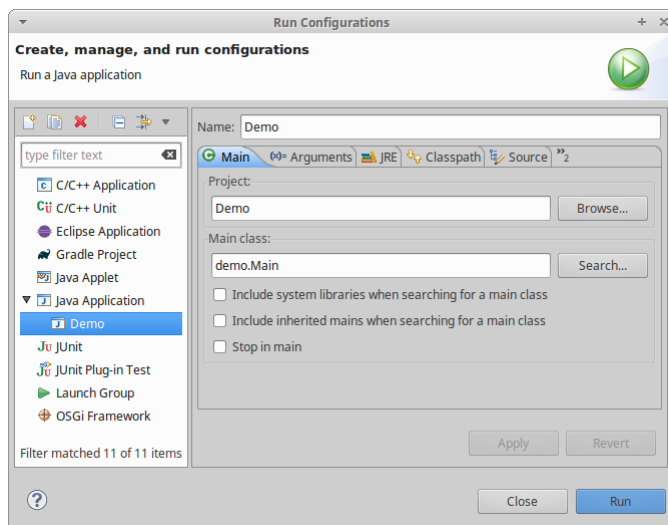 Run Configurations
Create, manage, and run configurations
Run a Java application
type filter text
C/C++ Application
C/C++ Unit
Eclipse Application
Gradle Project
Java Applet
Java Application
Demo
JUnit
JUnit Plug-in Test
Launch Group
OSGi Framework
Filter matched 11 of 11 items
Name: Demo
Main (x)= Arguments JRE Classpath Source »2
Project:
Demo Browse...
Main class:
demo.Main Search...
Include system libraries when searching for a main class
Include inherited mains when searching for a main class
Stop in main
Apply Revert
Close Run